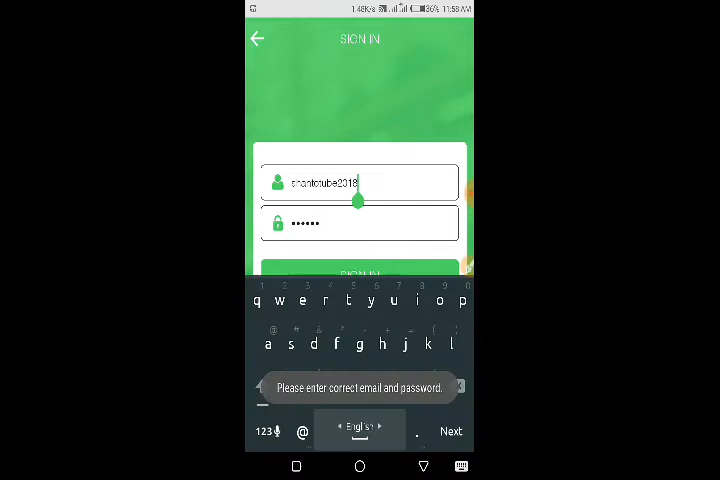 1.48K/s 36% 11:58 AM
SIGN IN
shantotube2018
••••••
SIGN IN
1 2 3 4 5 6 7 8 9 0
q w e r t y u i o p
@ * & * - + = ( )
a s d f g h j k l
Please enter correct email and password.
123 @ English . Next